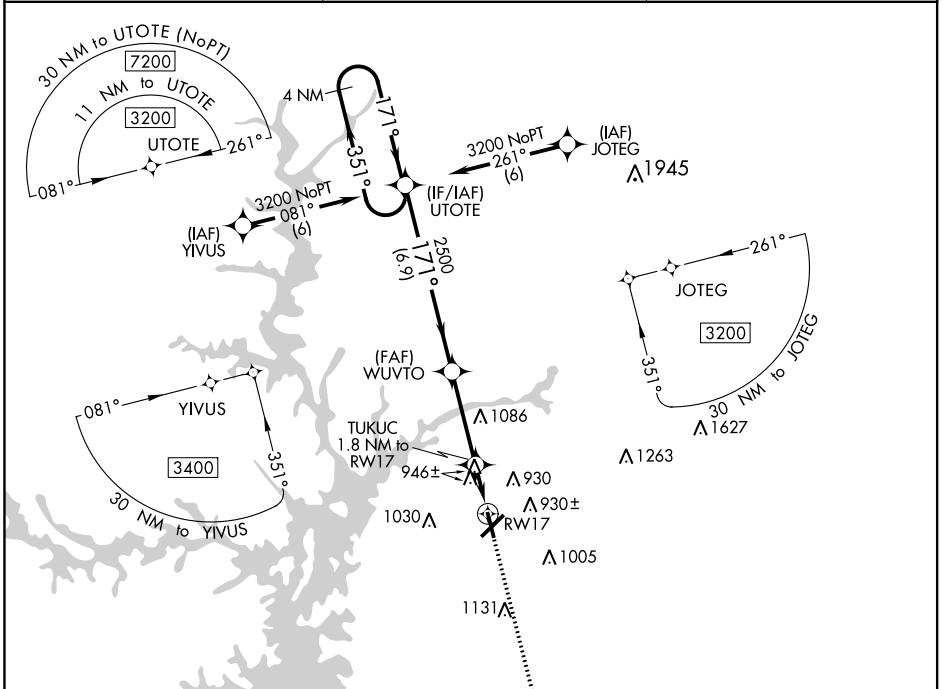 30 NM to UTOTE (NoPT)
7200
11 NM to UTOTE
3200
UTOTE
081°
261°
4 NM
171°
351°
3200 NoPT
261°
(6)
(IAF)
JOTEG
1945
(IF/IAF)
UTOTE
3200 NoPT
081°
(6)
(IAF)
YIVUS
2500
171°
(6.9)
261°
JOTEG
3200
351°
30 NM to JOTEG
(FAF)
WUVTO
081°
YIVUS
3400
351°
30 NM to YIVUS
1086
TUKUC
1.8 NM to
RW17
946±
930
1627
1263
930±
1030
RW17
1005
1131